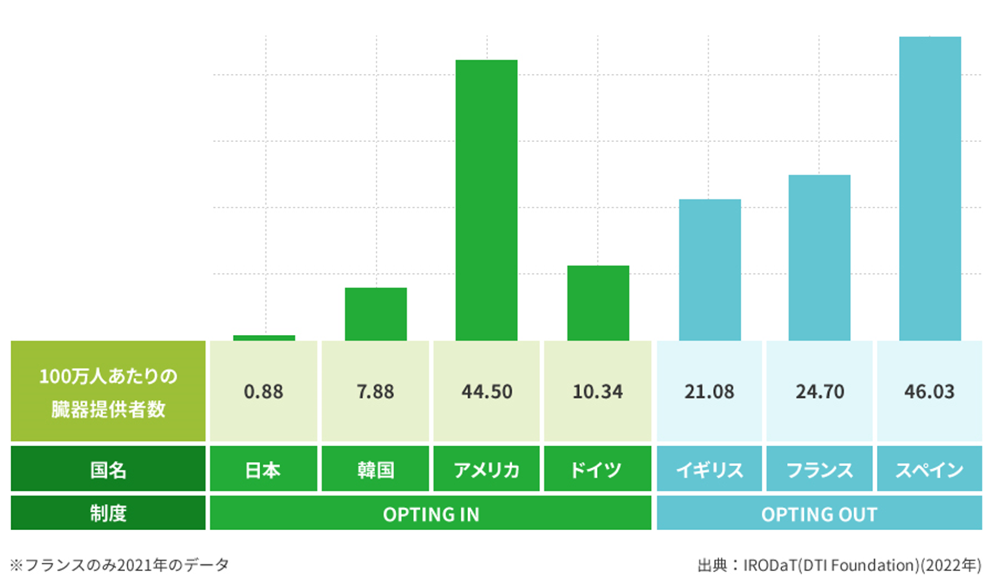 100万人あたりの
臓器提供者数
0.88 7.88 44.50 10.34 21.08 24.70 46.03
国名 日本 韓国 アメリカ ドイツ イギリス フランス スペイン
制度 OPTING IN OPTING OUT
※フランスのみ2021年のデータ
出典：IRODaT(DTI Foundation)(2022年)